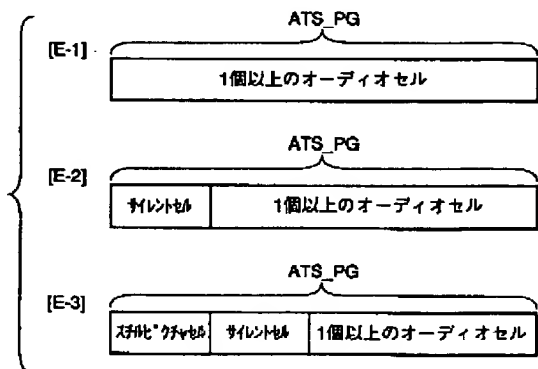 ATS_PG
[E-1]
1個以上のオーディオセル
ATS_PG
[E-2]
ｻｲﾚﾝﾄｾﾙ 1個以上のオーディオセル
ATS_PG
[E-3]
ｽﾁﾙﾋﾟｸﾁｬｾﾙ ｻｲﾚﾝﾄｾﾙ 1個以上のオーディオセル